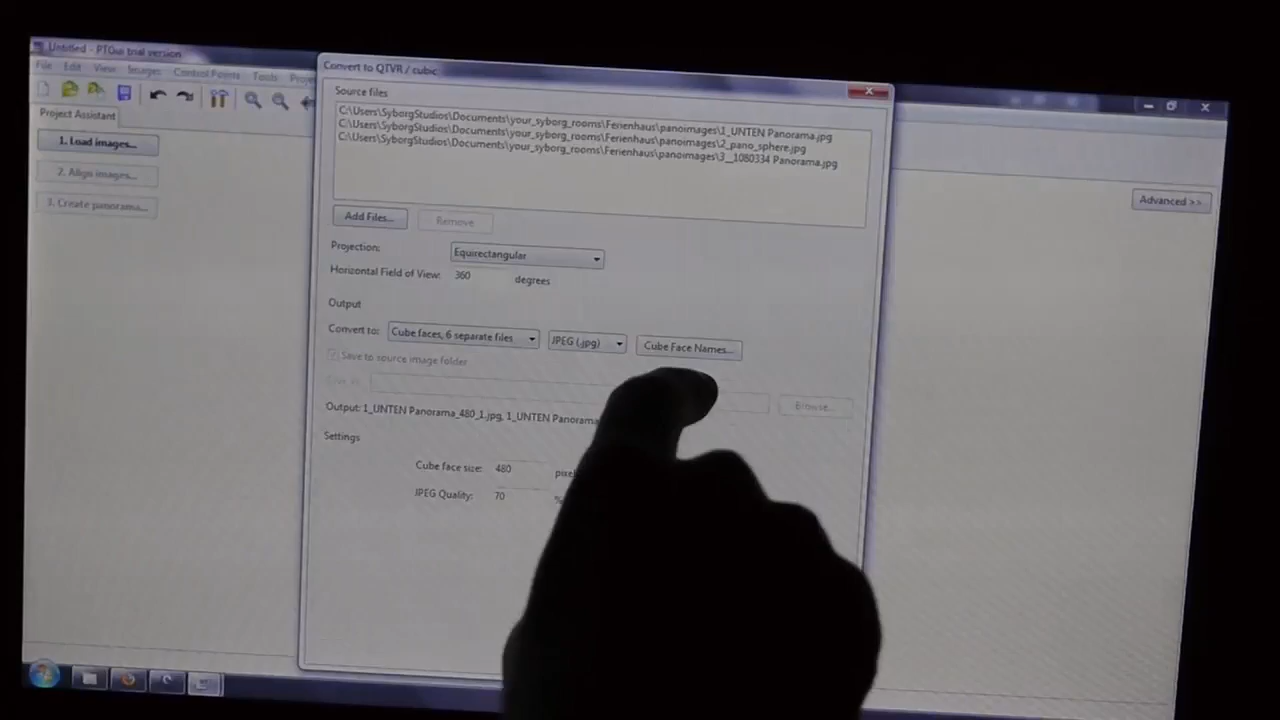 Untitled - PTGui trial version
File Edit View Images Control Points Tools
Project Assistant
1. Load images...
2. Align images...
3. Create panorama...
Convert to QTVR / cubic
Source files
C:\Users\SyborgStudios\Documents\your_syborg_rooms\Ferienhaus\panoimages\1_UNTEN Panorama.jpg
C:\Users\SyborgStudios\Documents\your_syborg_rooms\Ferienhaus\panoimages\2_pano_sphere.jpg
C:\Users\SyborgStudios\Documents\your_syborg_rooms\Ferienhaus\panoimages\3__1080334 Panorama.jpg
Add Files... Remove
Projection: Equirectangular
Horizontal Field of View: 360 degrees
Output
Convert to: Cube faces, 6 separate files JPEG (.jpg) Cube Face Names...
Save to source image folder
Browse...
Output: 1_UNTEN Panorama_480_1.jpg, 1_UNTEN Panorama
Settings
Cube face size: 480
JPEG Quality: 70 %
Advanced >>